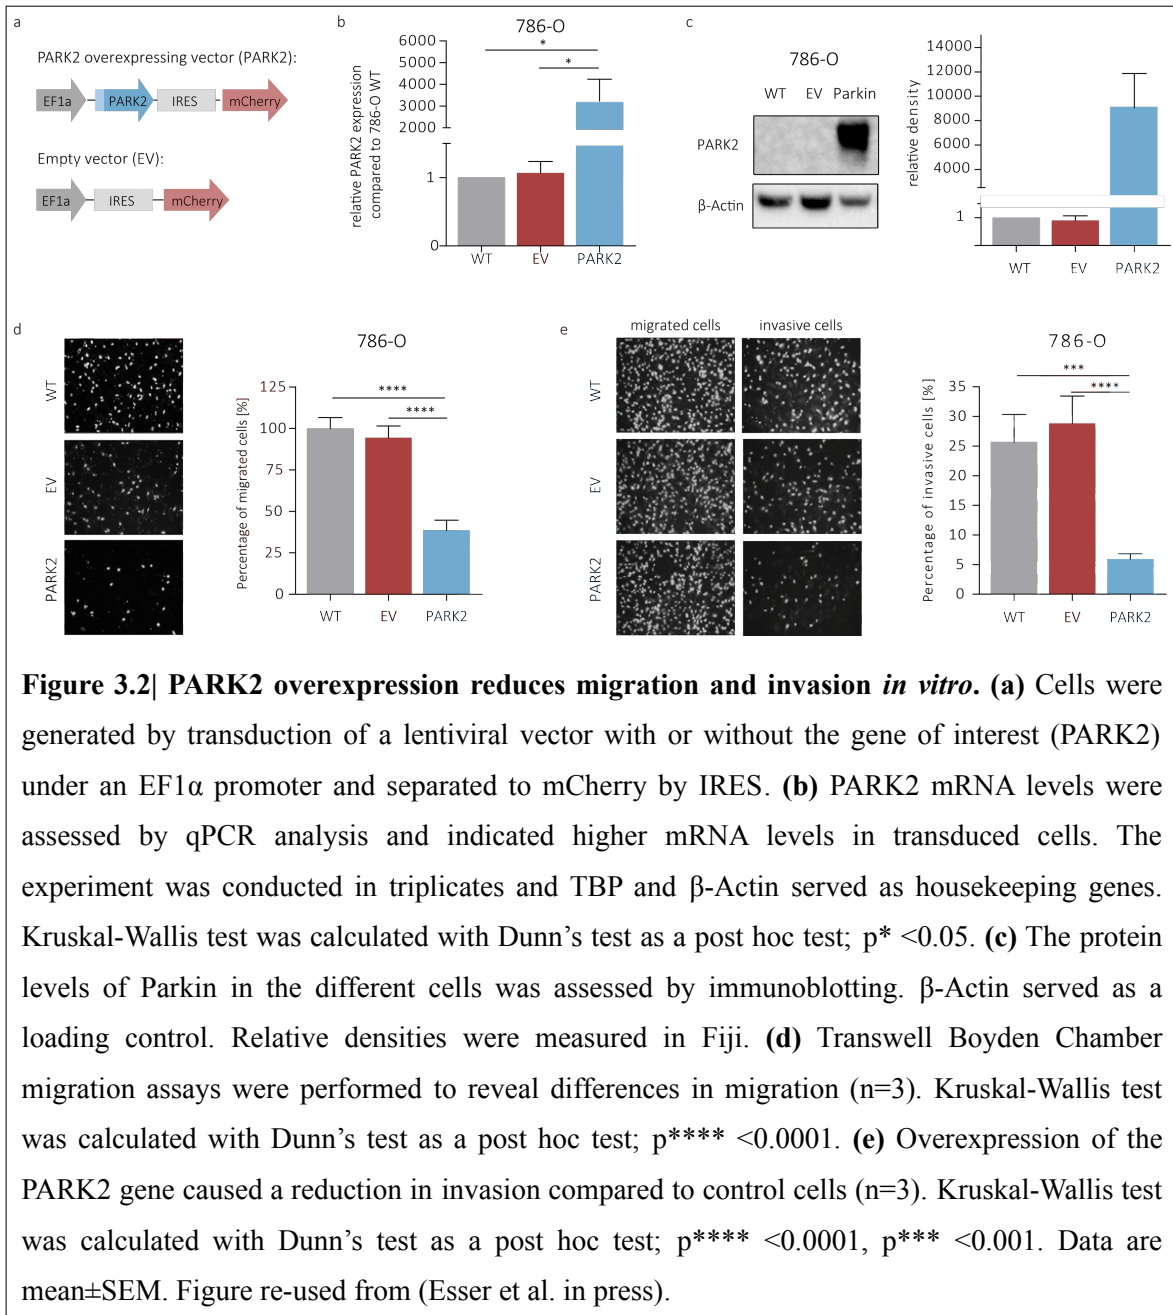 a
PARK2 overexpressing vector (PARK2):
EF1a PARK2 IRES mCherry
Empty vector (EV):
EF1a IRES mCherry
b
786-O
relative PARK2 expression
compared to 786-O WT
6000
5000
4000
3000
2000
1
0
*
*
WT EV PARK2
c
786-O
WT EV Parkin
PARK2
β-Actin
relative density
14000
12000
10000
8000
6000
4000
1
WT EV PARK2
d
WT
EV
PARK2
786-O
Percentage of migrated cells [%]
125
100
75
50
25
0
****
****
WT EV PARK2
e
migrated cells invasive cells
WT
EV
PARK2
786-O
Percentage of invasive cells [%]
35
30
25
20
15
10
5
0
***
****
WT EV PARK2
Figure 3.2| PARK2 overexpression reduces migration and invasion in vitro. (a) Cells were
generated by transduction of a lentiviral vector with or without the gene of interest (PARK2)
under an EF1α promoter and separated to mCherry by IRES. (b) PARK2 mRNA levels were
assessed by qPCR analysis and indicated higher mRNA levels in transduced cells. The
experiment was conducted in triplicates and TBP and β-Actin served as housekeeping genes.
Kruskal-Wallis test was calculated with Dunn’s test as a post hoc test; p* <0.05. (c) The protein
levels of Parkin in the different cells was assessed by immunoblotting. β-Actin served as a
loading control. Relative densities were measured in Fiji. (d) Transwell Boyden Chamber
migration assays were performed to reveal differences in migration (n=3). Kruskal-Wallis test
was calculated with Dunn’s test as a post hoc test; p**** <0.0001. (e) Overexpression of the
PARK2 gene caused a reduction in invasion compared to control cells (n=3). Kruskal-Wallis test
was calculated with Dunn’s test as a post hoc test; p**** <0.0001, p*** <0.001. Data are
mean±SEM. Figure re-used from (Esser et al. in press).